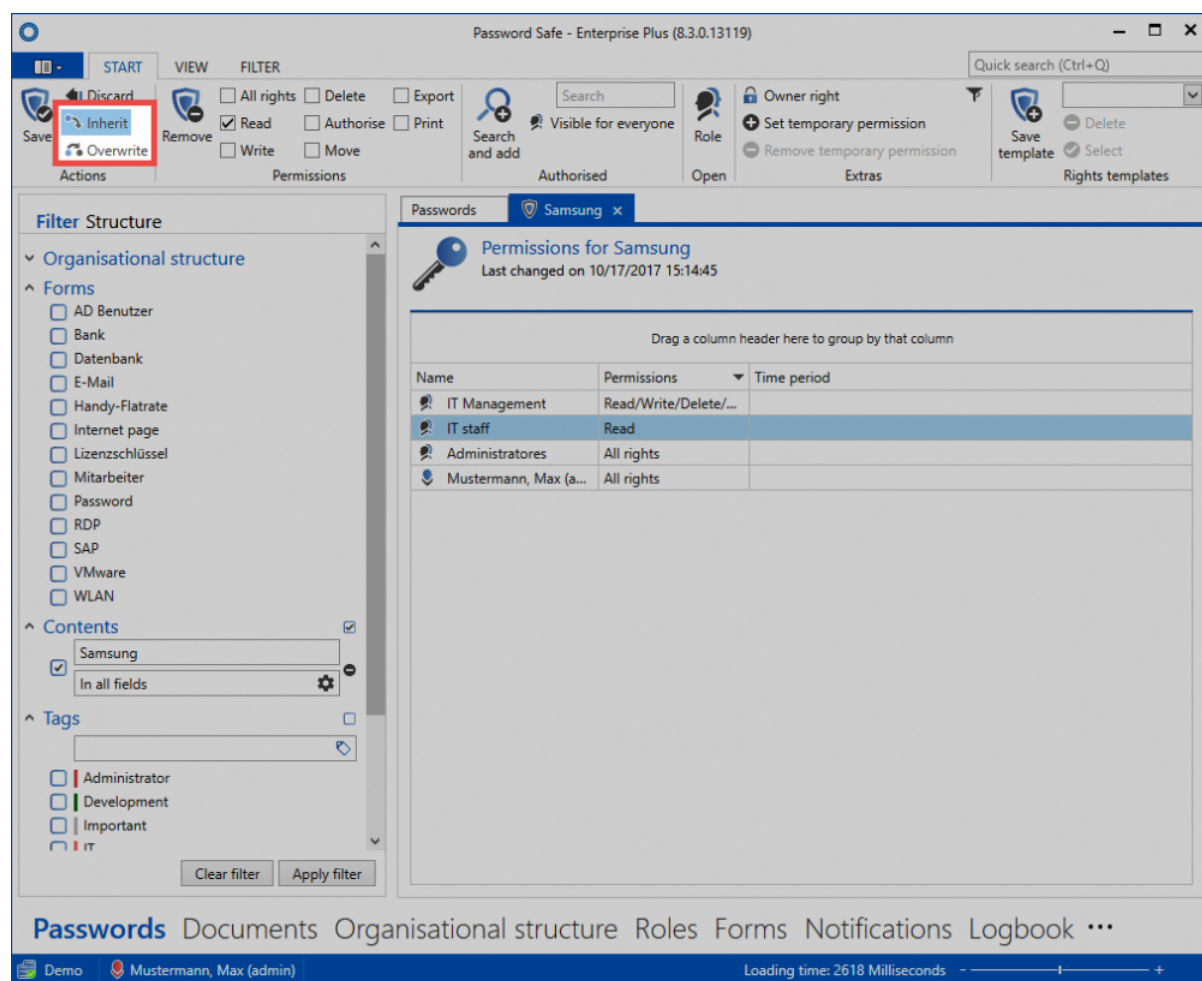 Password Safe - Enterprise Plus (8.3.0.13119)
START VIEW FILTER
Quick search (Ctrl+Q)
Save
Discard
Inherit
Overwrite
Actions
Remove
All rights Delete Export
Read Authorise Print
Write Move
Permissions
Search and add
Search
Visible for everyone
Authorised
Role
Open
Owner right
Set temporary permission
Remove temporary permission
Extras
Save template
Delete
Select
Rights templates
Filter Structure
Organisational structure
Forms
AD Benutzer
Bank
Datenbank
E-Mail
Handy-Flatrate
Internet page
Lizenzschlüssel
Mitarbeiter
Password
RDP
SAP
VMware
WLAN
Contents
Samsung
In all fields
Tags
Administrator
Development
Important
IT
Clear filter Apply filter
Passwords Samsung
Permissions for Samsung
Last changed on 10/17/2017 15:14:45
Drag a column header here to group by that column
Name Permissions Time period
IT Management Read/Write/Delete/...
IT staff Read
Administratores All rights
Mustermann, Max (a... All rights
Passwords Documents Organisational structure Roles Forms Notifications Logbook •••
Demo Mustermann, Max (admin) Loading time: 2618 Milliseconds - +